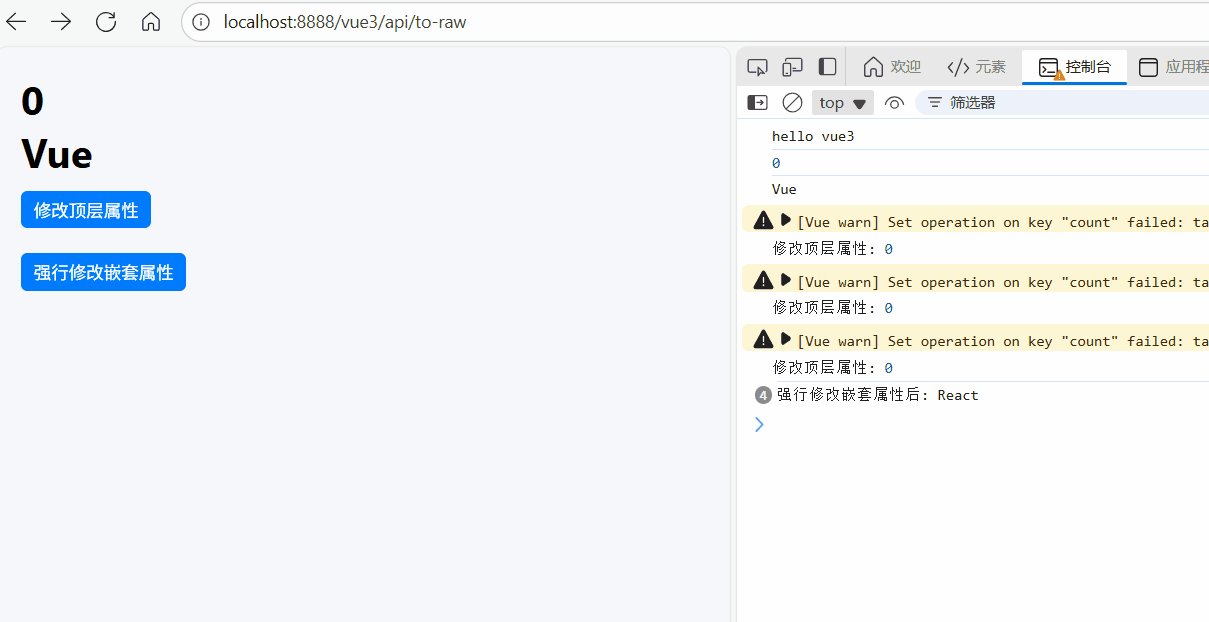 localhost:8888/vue3/api/to-raw
0
Vue
修改顶层属性
强行修改嵌套属性
欢迎
元素
控制台
应用程
top
筛选器
hello vue3
0
Vue
[Vue warn] Set operation on key "count" failed: ta
修改顶层属性: 0
[Vue warn] Set operation on key "count" failed: ta
修改顶层属性: 0
[Vue warn] Set operation on key "count" failed: ta
修改顶层属性: 0
4 强行修改嵌套属性后: React